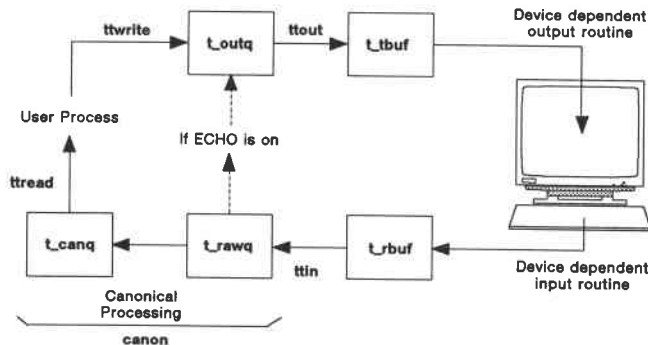 Device dependent
output routine
ttwrite
t_outq
ttout
t_tbuf
User Process
If ECHO is on
ttread
t_canq
t_rawq
ttin
t_rbuf
Device dependent
input routine
Canonical
Processing
canon